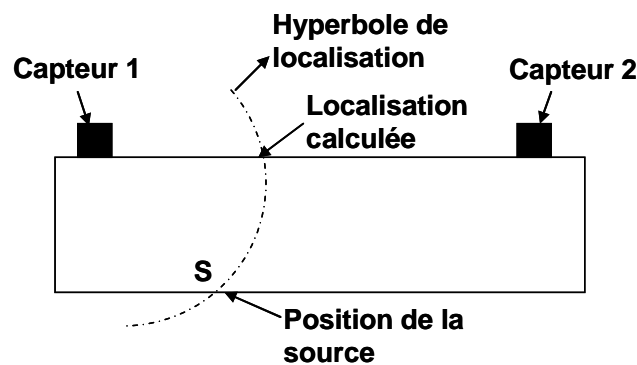 Hyperbole de
localisation
Capteur 1
Capteur 2
Localisation
calculée
S
Position de la
source